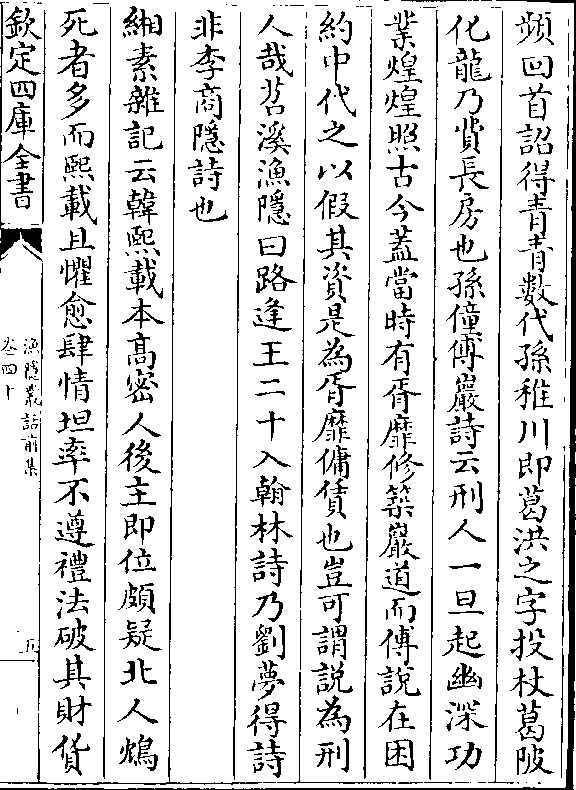 頻回首詔得青青數代孫稚川即葛洪之字投杖葛陂
化龍乃費長房也孫僅傅巖詩云刑人一旦起幽深功
業煌煌照古今蓋當時有胥靡修築巖道而傅說在困
約中代之以假其資是為胥靡傭賃也豈可謂說為刑
人哉苕溪漁隱曰路逢王二十入翰林詩乃劉夢得詩
非李商隱詩也
緗素雜記云韓熙載本髙密人後主即位頗疑北人鴆
死者多而熙載且懼愈肆情坦率不遵禮法破其財貨
欽定四庫全書
漁隱叢話前集
卷四十
五